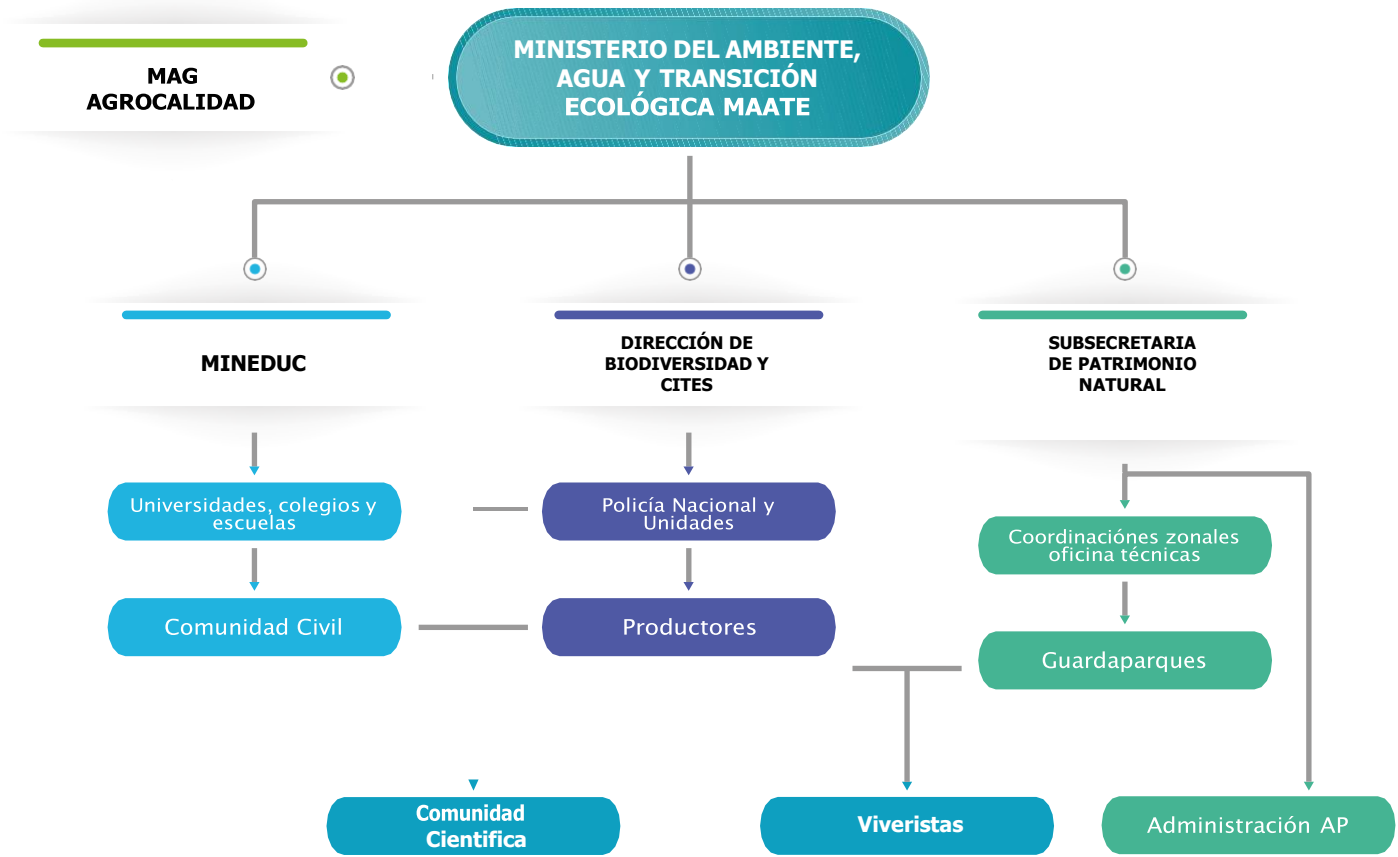 MAG
AGROCALIDAD
MINISTERIO DEL AMBIENTE,
AGUA Y TRANSICIÓN
ECOLÓGICA MAATE
MINEDUC
DIRECCIÓN DE
BIODIVERSIDAD Y
CITES
SUBSECRETARIA
DE PATRIMONIO
NATURAL
Universidades, colegios y
escuelas
Policía Nacional y
Unidades
Coordinaciónes zonales
oficina técnicas
Comunidad Civil
Productores
Guardaparques
Comunidad
Cientifica
Viveristas
Administración AP